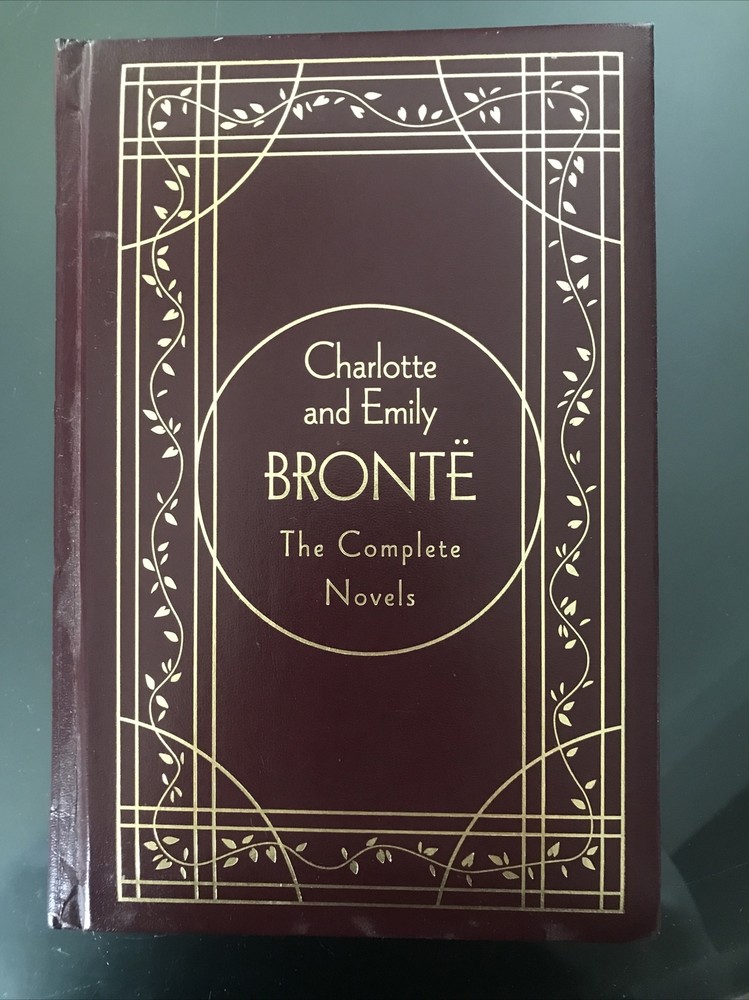 Charlotte
and Emily
BRONTË
The Complete
Novels